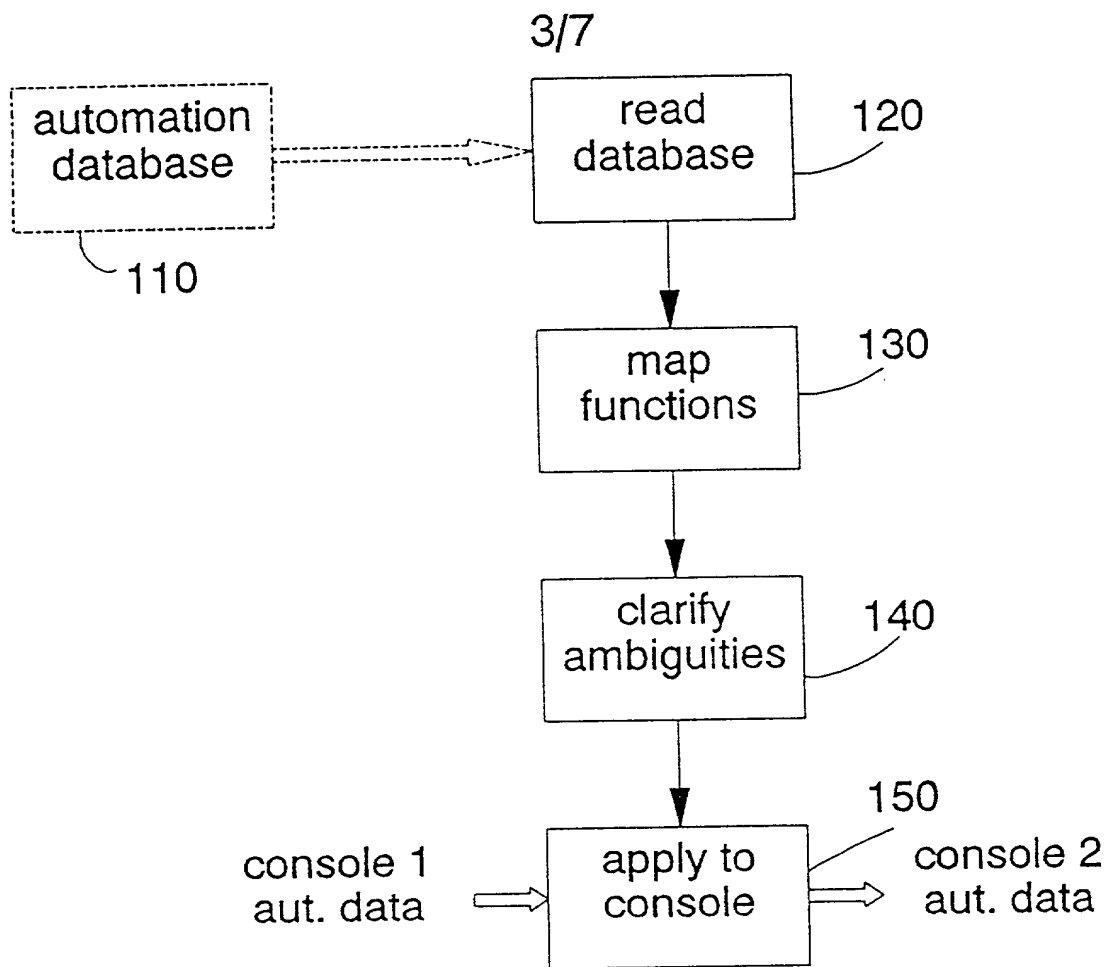 3/7
automation
database
110
read
database
120
map
functions
130
clarify
ambiguities
140
150
console 1
aut. data
apply to
console
console 2
aut. data